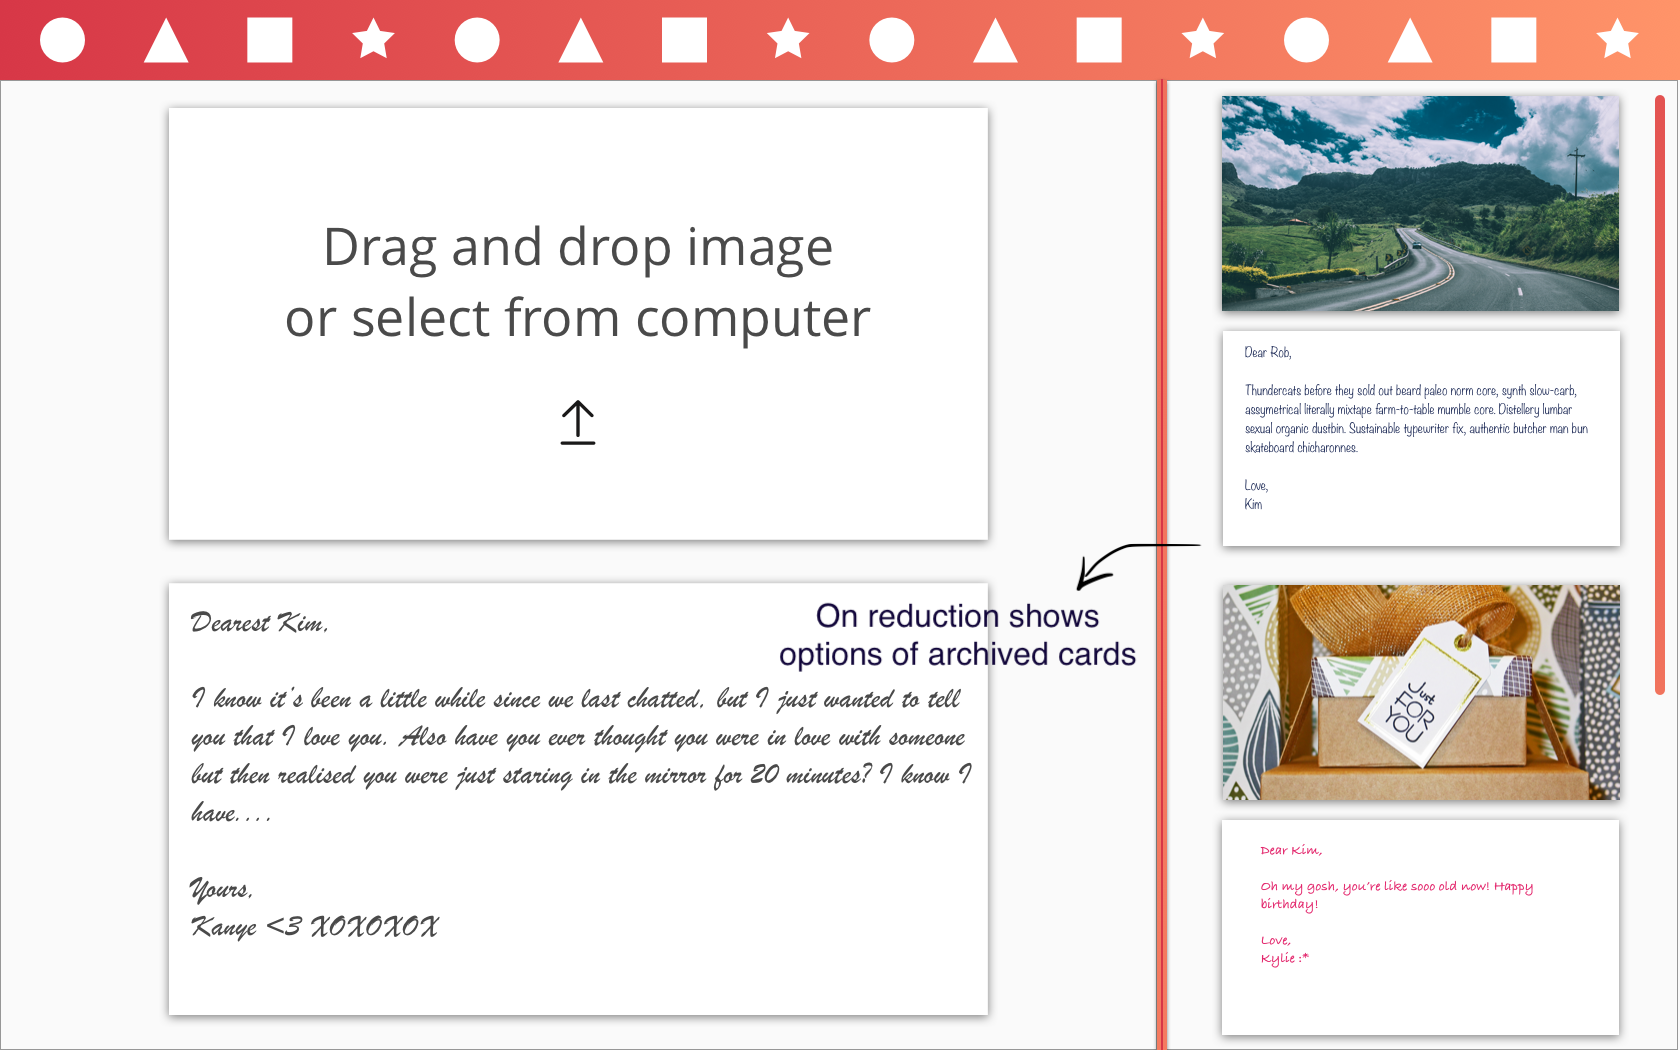 Drag and drop image
or select from computer
Dearest Kim,
I know it's been a little while since we last chatted, but I just wanted to tell
you that I love you. Also have you ever thought you were in love with someone
but then realised you were just staring in the mirror for 20 minutes? I know I
have....
Yours,
Kanye <3 XOXOXOX
On reduction shows
options of archived cards
Dear Rob,
Thundercats before they sold out beard paleo norm core, synth slow-carb,
assymetrical literally mixtape farm-to-table mumble core. Distellery lumbar
sexual organic dustbin. Sustainable typewriter fix, authentic butcher man bun
skateboard chicharonnes.
Love,
Kim
Just
FOR
YOU
Dear Kim,
Oh my gosh, you're like sooo old now! Happy
birthday!
Love,
Kylie :*